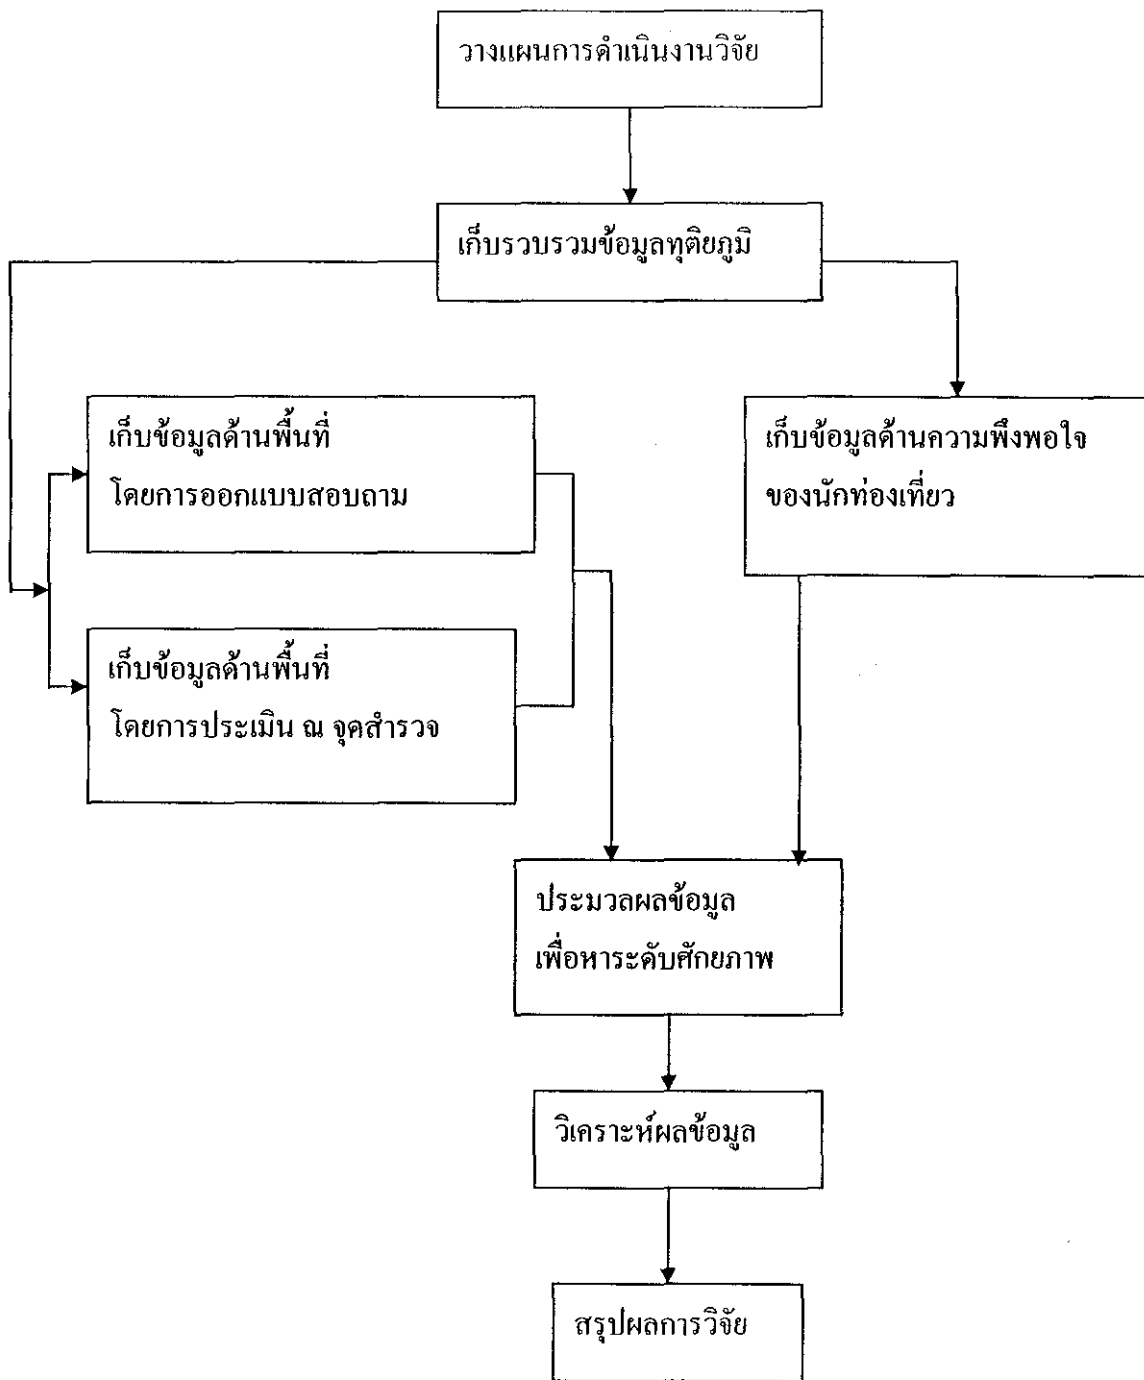 วางแผนการดำเนินงานวิจัย
เก็บรวบรวมข้อมูลทุติยภูมิ
เก็บข้อมูลด้านพื้นที่
โดยการออกแบบสอบถาม
เก็บข้อมูลด้านความพึงพอใจ
ของนักท่องเที่ยว
เก็บข้อมูลด้านพื้นที่
โดยการประเมิน ณ จุดสำรวจ
ประมวลผลข้อมูล
เพื่อหาระดับศักยภาพ
วิเคราะห์ผลข้อมูล
สรุปผลการวิจัย